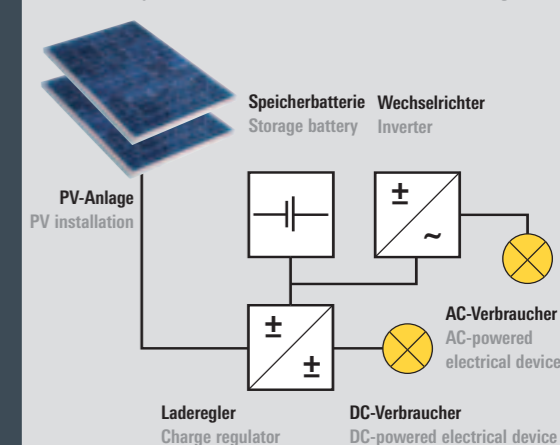 Speicherbatterie
Storage battery
Wechselrichter
Inverter
PV-Anlage
PV installation
±
~
AC-Verbraucher
AC-powered
electrical device
±
±
Laderegler
Charge regulator
DC-Verbraucher
DC-powered electrical device